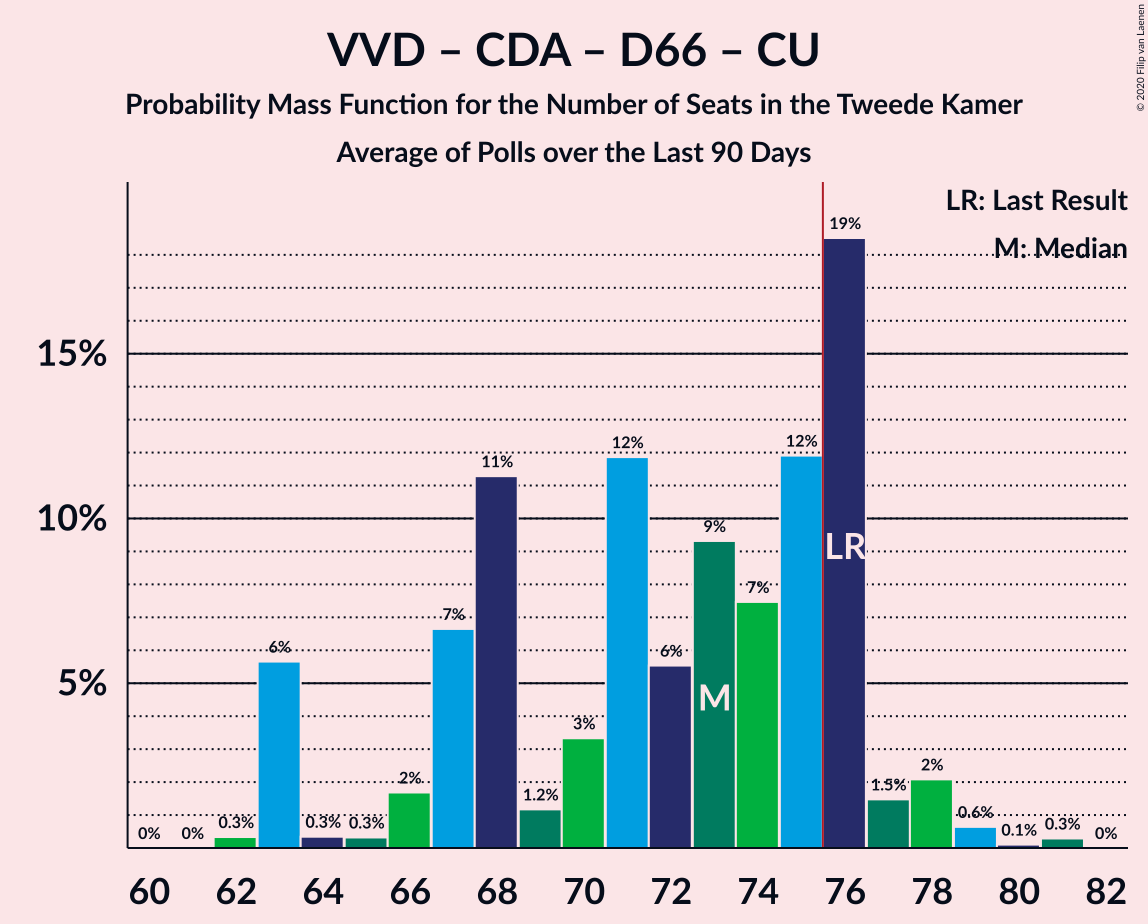 VVD – CDA – D66 – CU
Probability Mass Function for the Number of Seats in the Tweede Kamer
Average of Polls over the Last 90 Days
© 2020 Filip van Laenen
LR: Last Result
M: Median
15%
10%
5%
0%
0%
0.3%
6%
0.3%
0.3%
2%
7%
11%
1.2%
3%
12%
6%
9%
7%
12%
19%
1.5%
2%
0.6%
0.1%
0.3%
0%
LR
M
60 62 64 66 68 70 72 74 76 78 80 82